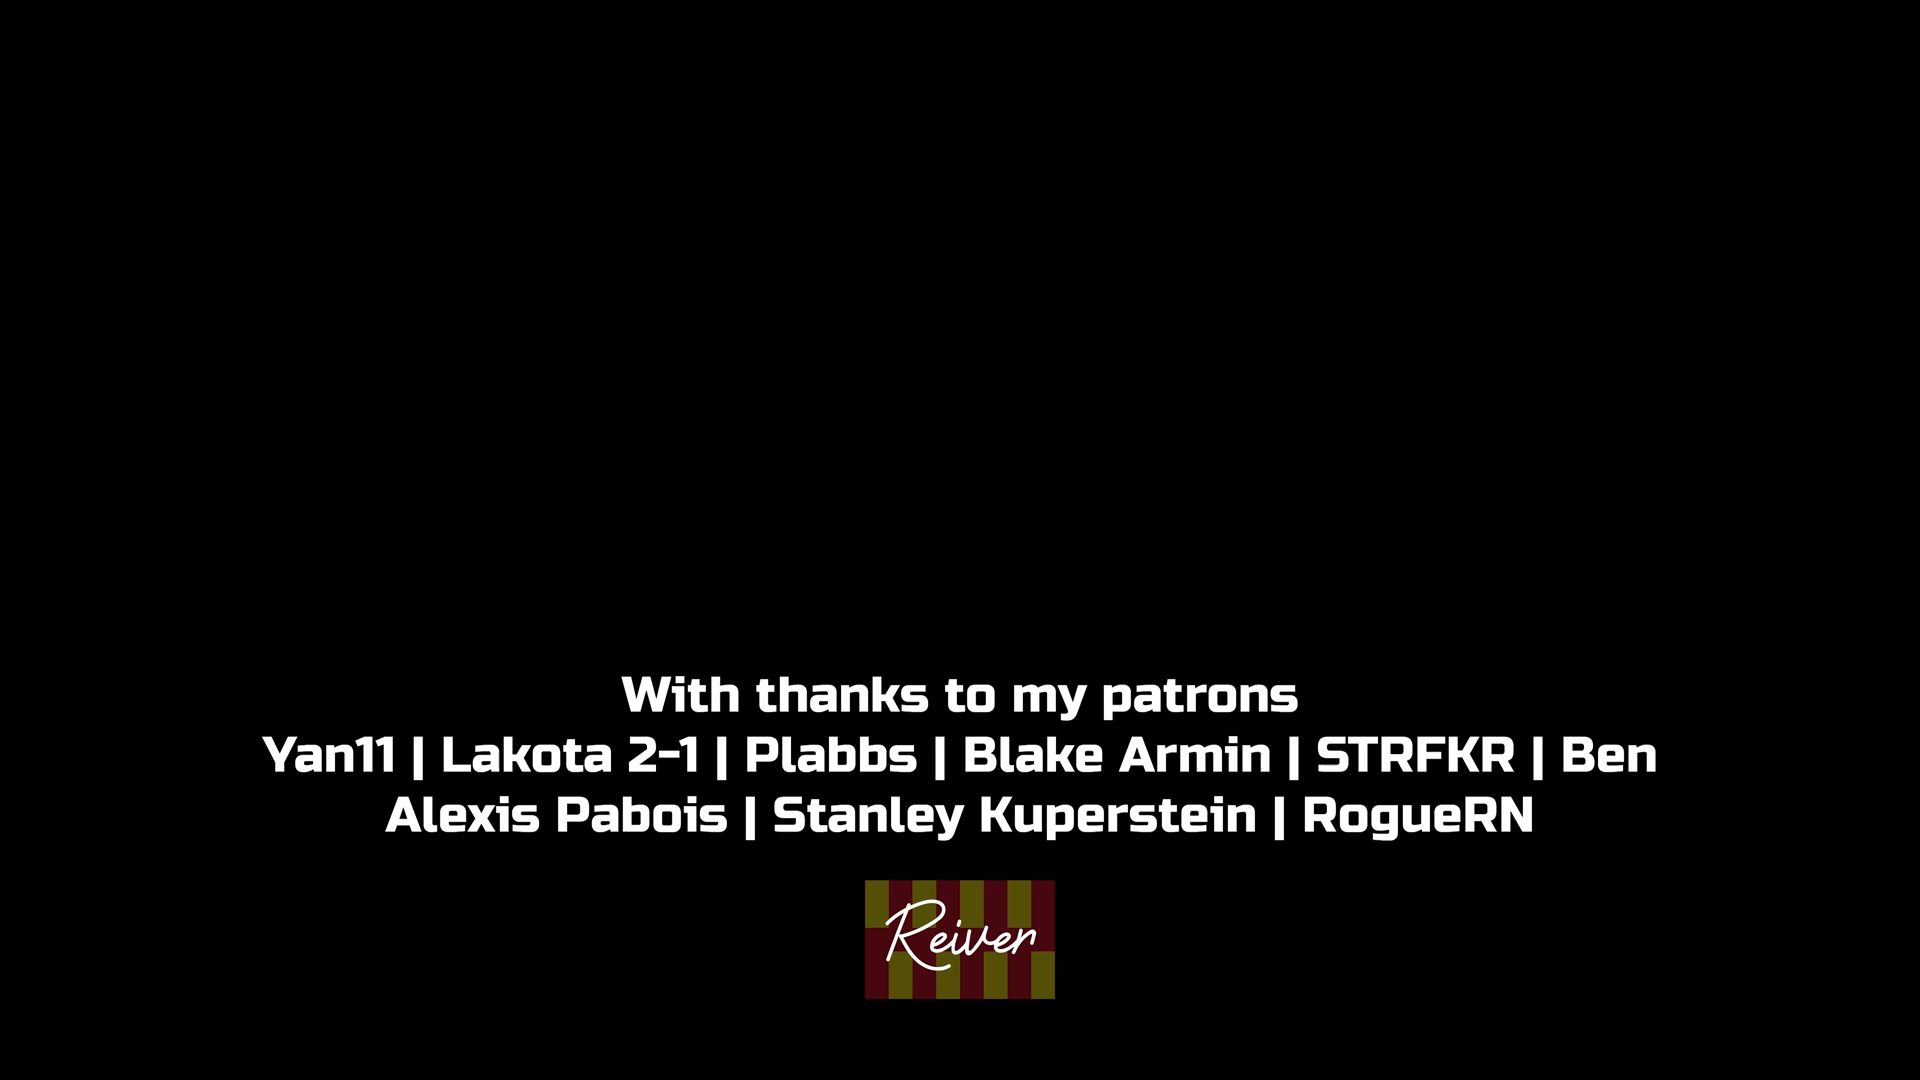 With thanks to my patrons
Yan11 | Lakota 2-1 | Plabbs | Blake Armin | STRFKR | Ben
Alexis Pabois | Stanley Kuperstein | RogueRN
Reiver